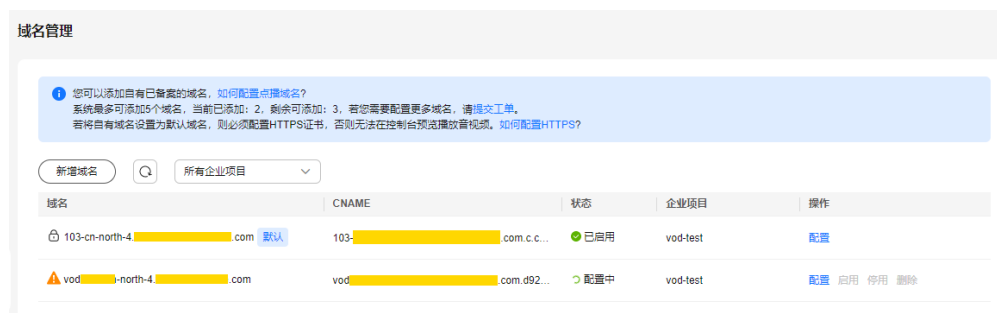 域名管理
您可以添加自有已备案的域名，如何配置点播域名?
系统最多可添加5个域名，当前已添加：2，剩余可添加：3，若您需要配置更多域名，请提交工单。
若将自有域名设置为默认域名，则必须配置HTTPS证书，否则无法在控制台预览播放音视频。如何配置HTTPS?
新增域名 所有企业项目
域名 CNAME 状态 企业项目 操作
103-cn-north-4. .com 默认 103- .com.c.c... 已启用 vod-test 配置
vod -north-4. .com vod .com.d92... 配置中 vod-test 配置 启用 停用 删除